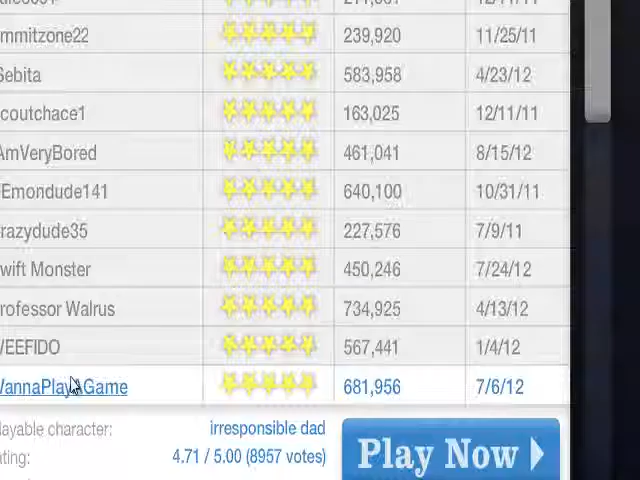 mmitzone22 239,920 11/25/11
Sebita 583,958 4/23/12
coutchace1 163,025 12/11/11
AmVeryBored 461,041 8/15/12
Emondude141 640,100 10/31/11
razydude35 227,576 7/9/11
wift Monster 450,246 7/24/12
rofessor Walrus 734,925 4/13/12
VEEFIDO 567,441 1/4/12
681,956 7/6/12
layable character: irresponsible dad
ating: 4.71 / 5.00 (8957 votes)
Play Now